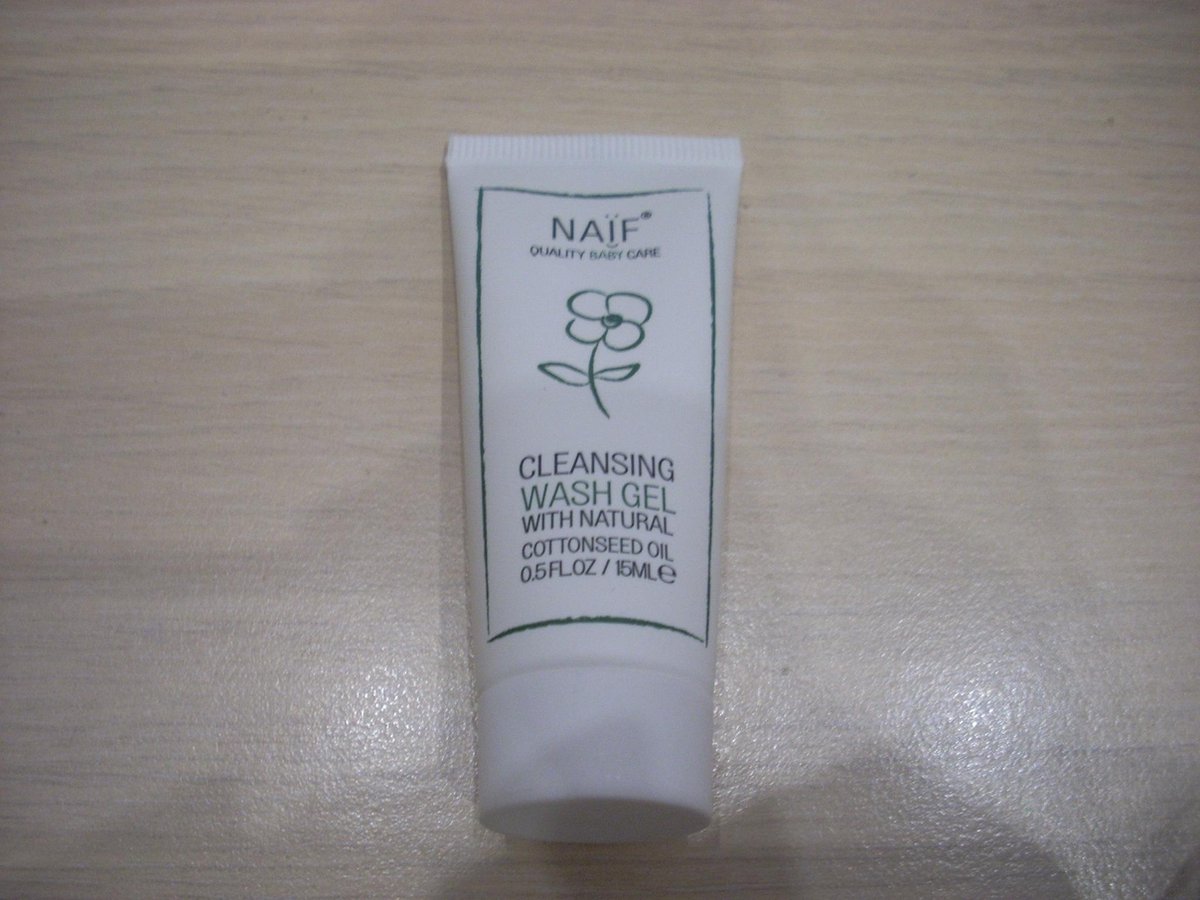 NAÏF®
QUALITY BABY CARE
CLEANSING
WASH GEL
WITH NATURAL
COTTONSEED OIL
0.5 FL.OZ / 15ML℮